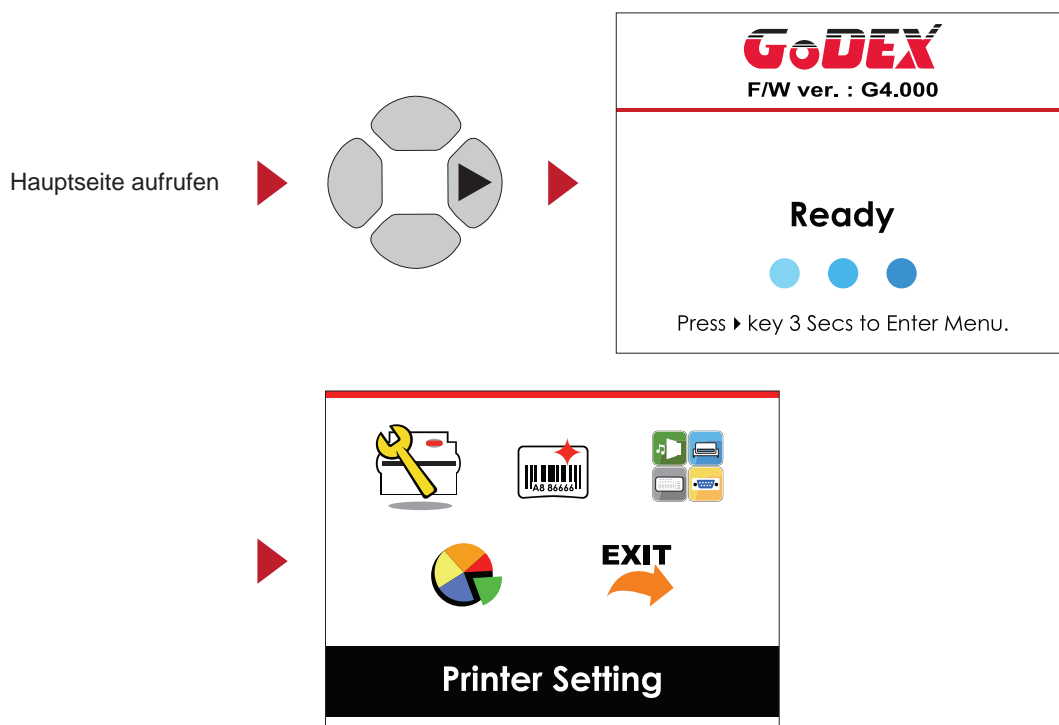 GoDEX
F/W ver. : G4.000
Hauptseite aufrufen
Ready
Press key 3 Secs to Enter Menu.
A8 86666
EXIT
Printer Setting